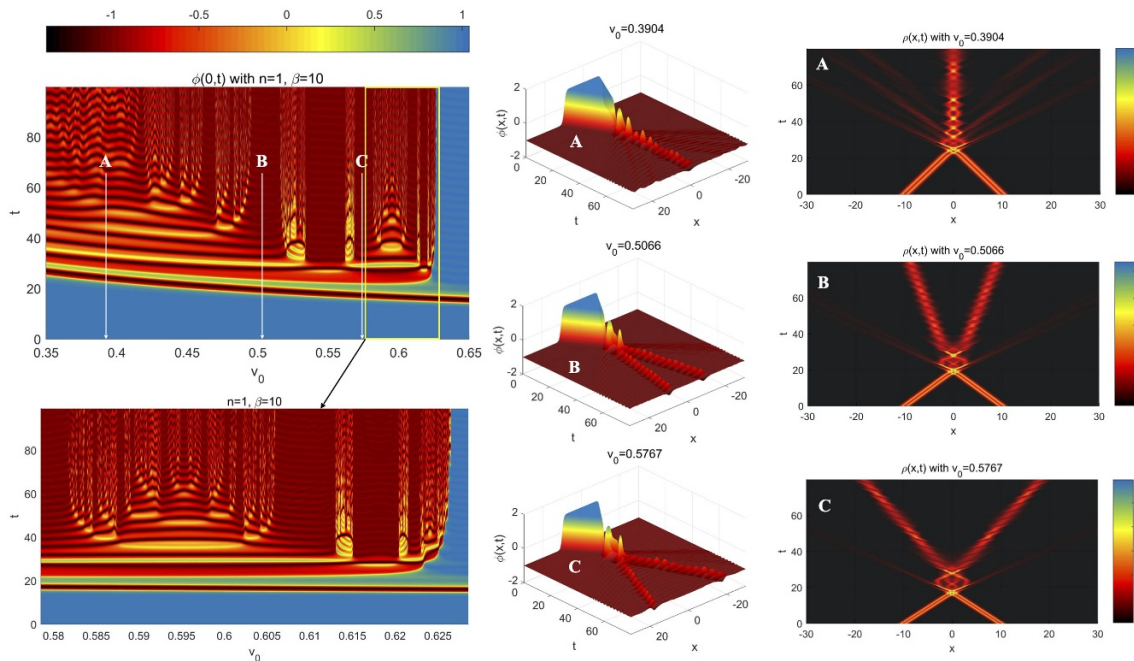 -1 -0.5 0 0.5 1
ϕ(0,t) with n=1, β=10
80
60
t
40
20
0
A B C
0.35 0.4 0.45 0.5 0.55 0.6 0.65
v₀
n=1, β=10
80
60
t
40
20
0
0.58 0.585 0.59 0.595 0.6 0.605 0.61 0.615 0.62 0.625
v₀
v₀=0.3904
2
0
-2
ϕ(x,t)
A
0 20 40 60
t
20 0 -20
x
v₀=0.5066
2
0
-2
ϕ(x,t)
B
0 20 40 60
t
20 0 -20
x
v₀=0.5767
2
0
-2
ϕ(x,t)
C
0 20 40 60
t
20 0 -20
x
ρ(x,t) with v₀=0.3904
A
80
60
t
40
20
0
-30 -20 -10 0 10 20 30
x
ρ(x,t) with v₀=0.5066
B
80
60
t
40
20
0
-30 -20 -10 0 10 20 30
x
ρ(x,t) with v₀=0.5767
C
80
60
t
40
20
0
-30 -20 -10 0 10 20 30
x